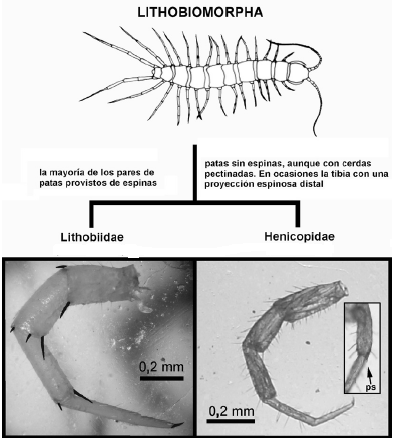 LITHOBIOMORPHA
la mayoría de los pares de
patas provistos de espinas
patas sin espinas, aunque con cerdas
pectinadas. En ocasiones la tibia con una
proyección espinosa distal
Lithobiidae
Henicopidae
0,2 mm
0,2 mm
ps